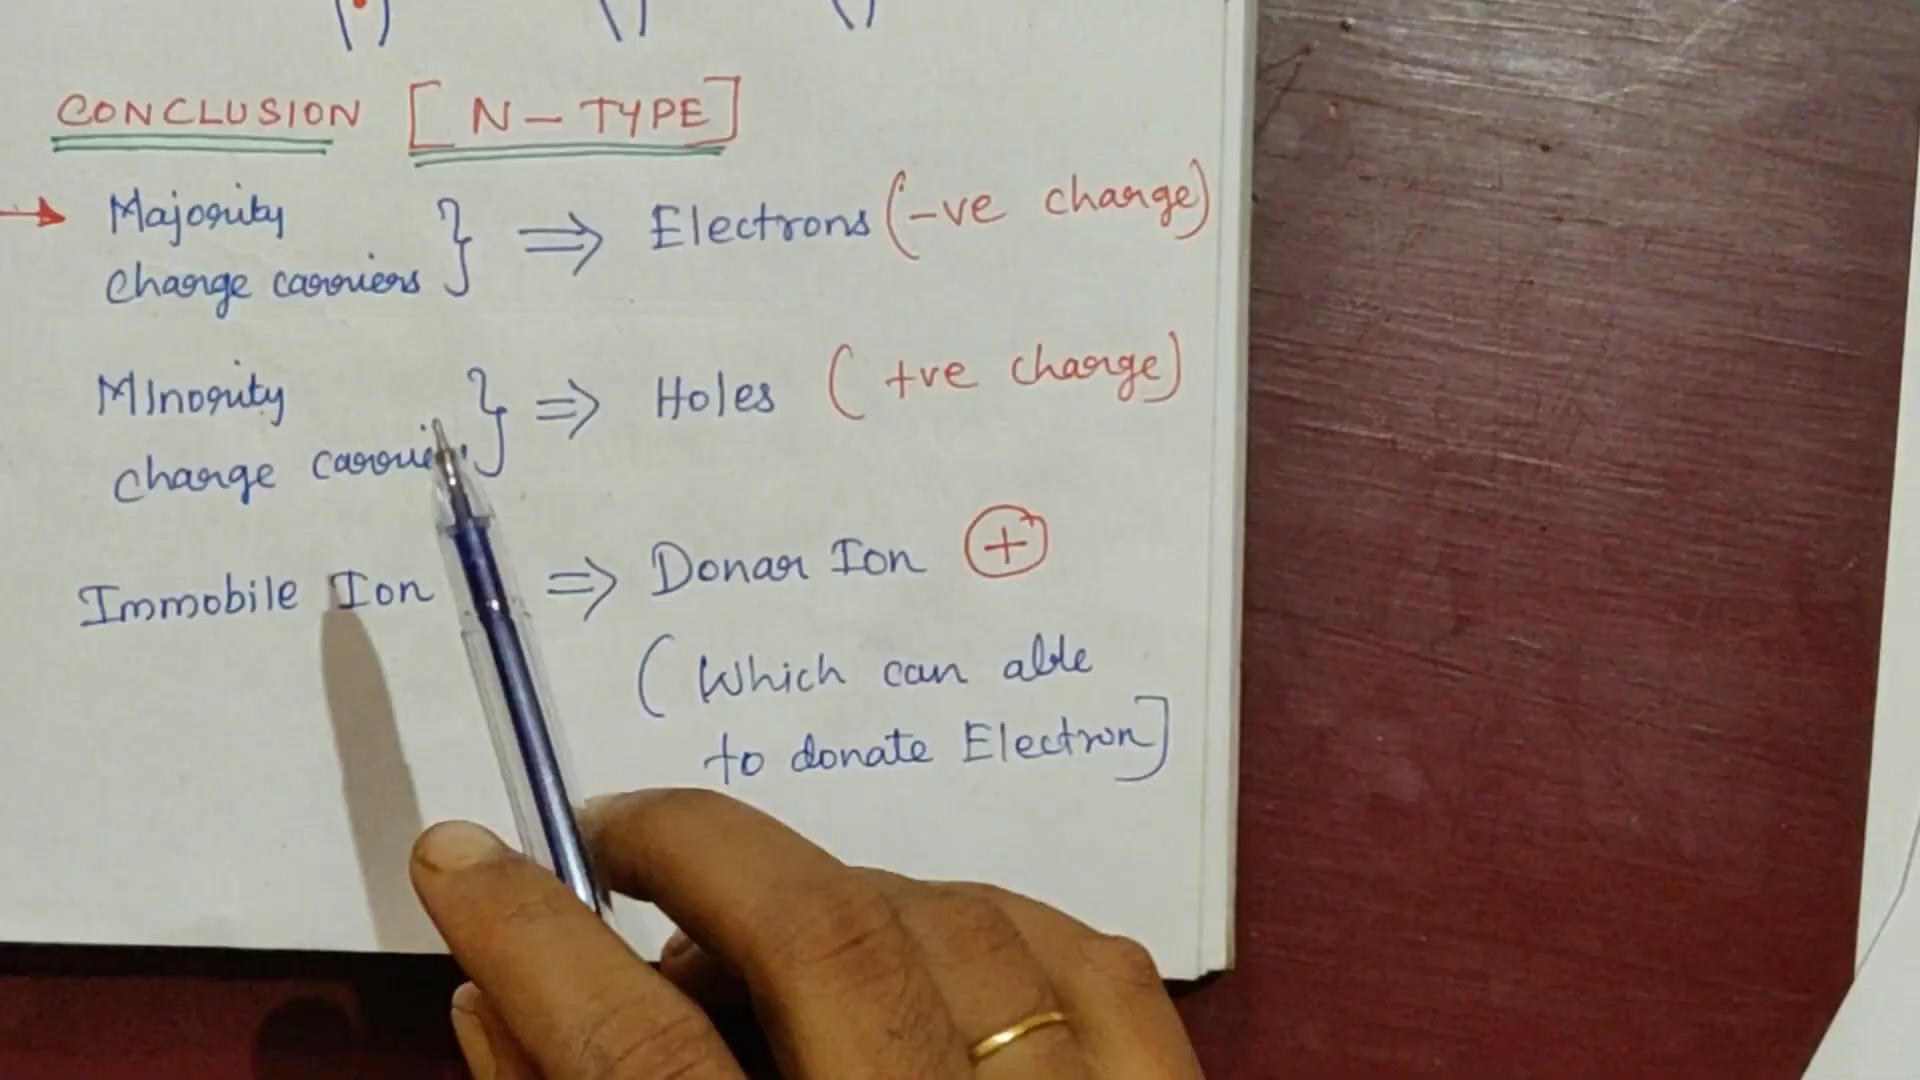 CONCLUSION [N-TYPE]
Majority
charge carriers } ⇒ Electrons (-ve charge)
Minority
charge } ⇒ Holes (+ve charge)
Immobile Ion ⇒ Donar Ion +
(Which can able
to donate Electron]